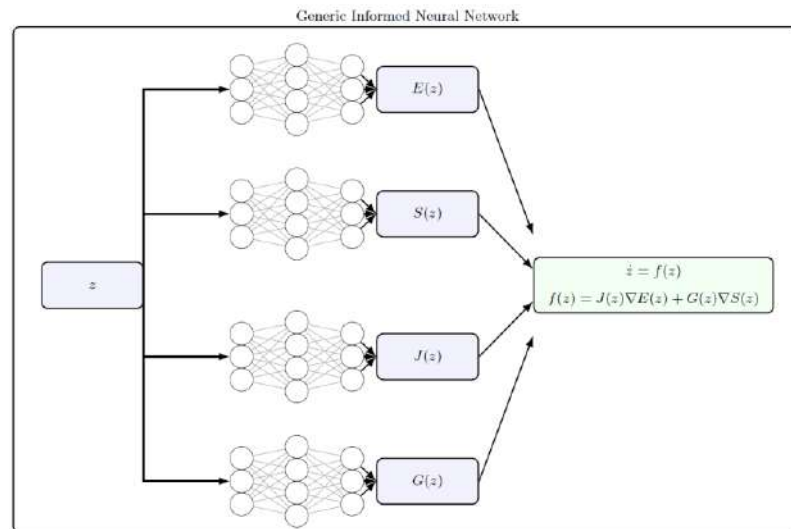 Generic Informed Neural Network
E(z)
S(z)
z
ż = f(z)
f(z) = J(z)∇E(z) + G(z)∇S(z)
J(z)
G(z)